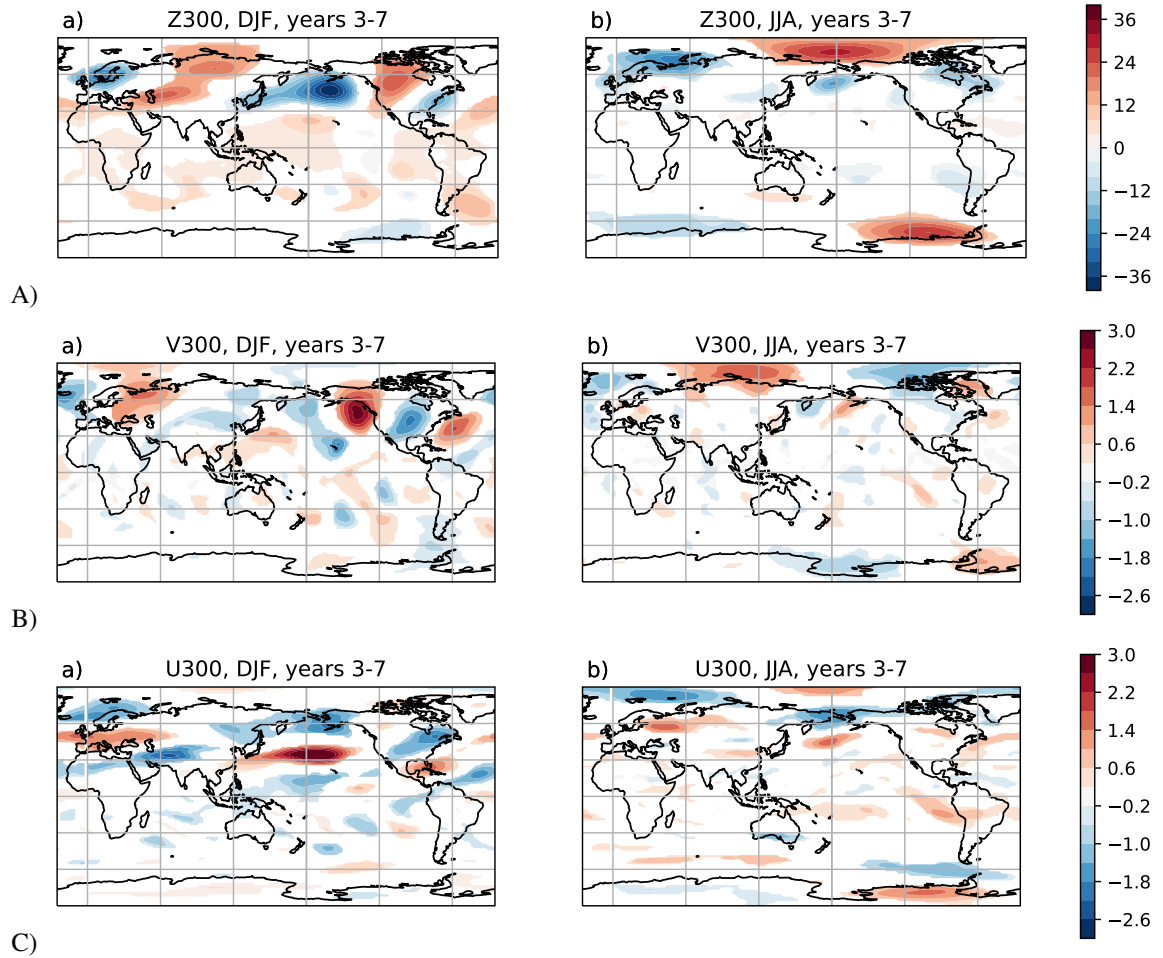 a) Z300, DJF, years 3-7
b) Z300, JJA, years 3-7
36
24
12
0
−12
−24
−36
A)
a) V300, DJF, years 3-7
b) V300, JJA, years 3-7
3.0
2.2
1.4
0.6
−0.2
−1.0
−1.8
−2.6
B)
a) U300, DJF, years 3-7
b) U300, JJA, years 3-7
3.0
2.2
1.4
0.6
−0.2
−1.0
−1.8
−2.6
C)